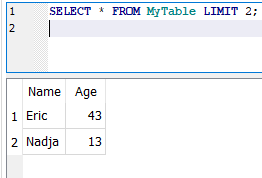 1 SELECT * FROM MyTable LIMIT 2;
2
Name Age
1 Eric 43
2 Nadja 13